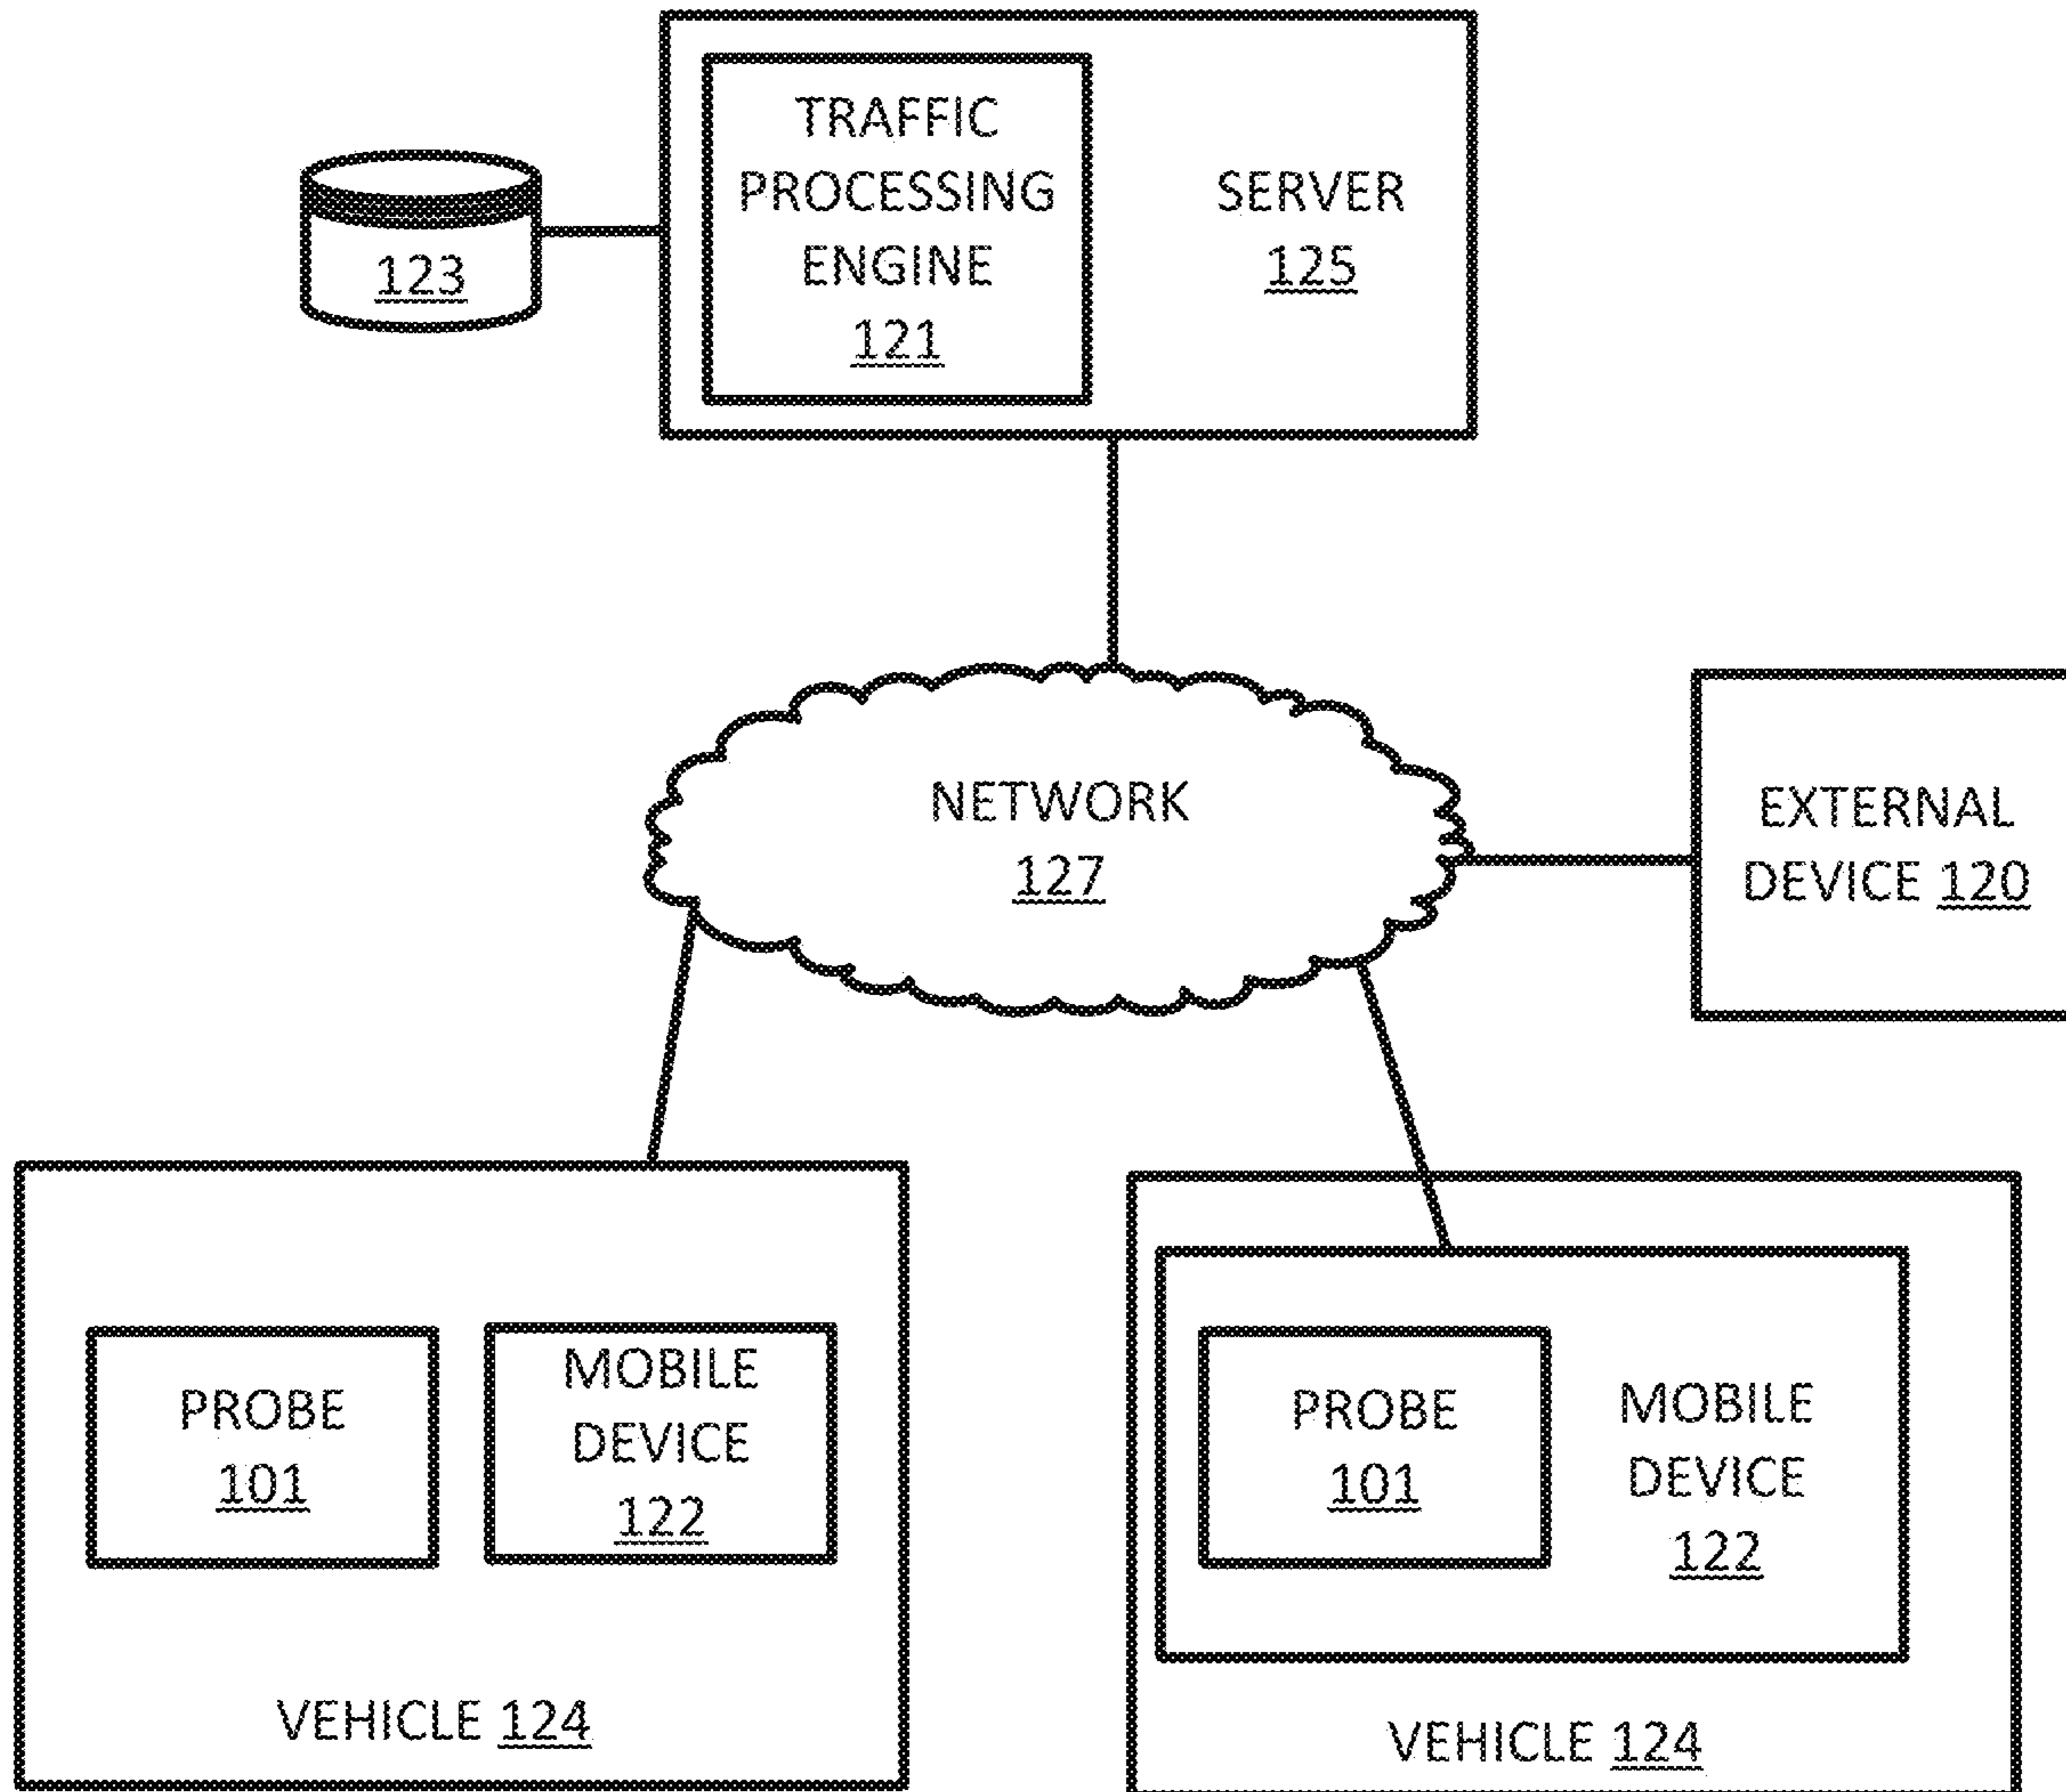 TRAFFIC
PROCESSING
ENGINE
121
SERVER
125
123
NETWORK
127
EXTERNAL
DEVICE 120
PROBE
101
MOBILE
DEVICE
122
VEHICLE 124
PROBE
101
MOBILE
DEVICE
122
VEHICLE 124